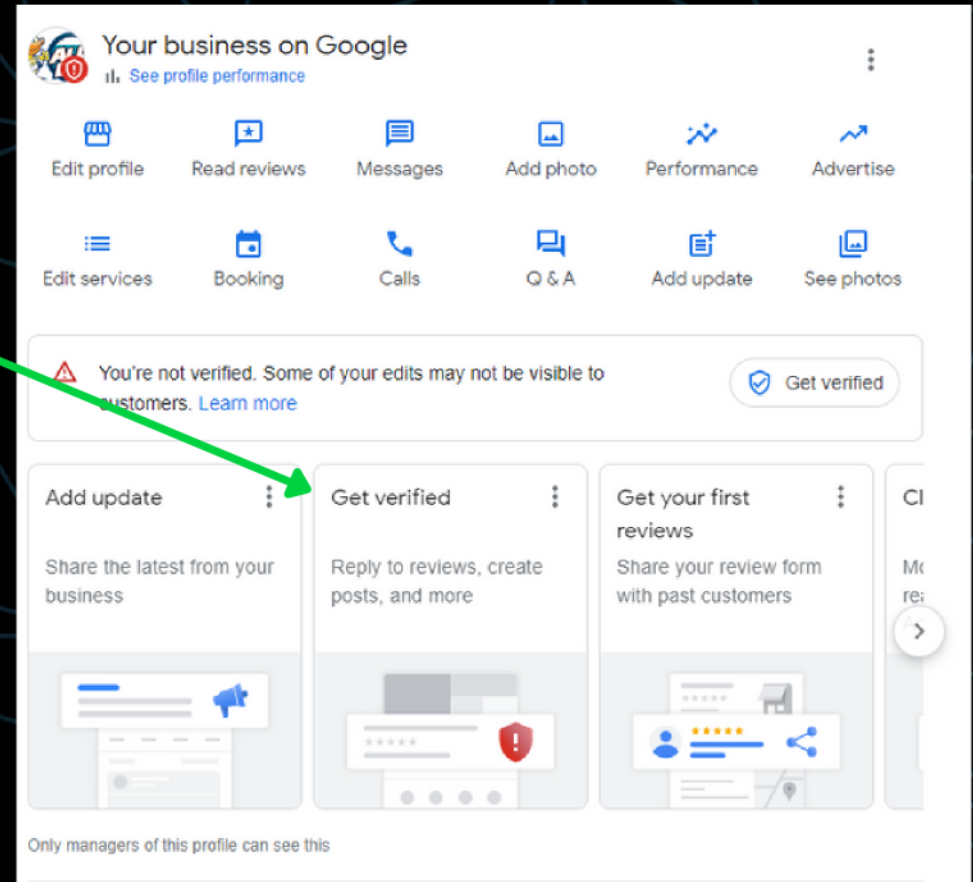 Your business on Google
See profile performance
Edit profile Read reviews Messages Add photo Performance Advertise
Edit services Booking Calls Q & A Add update See photos
You're not verified. Some of your edits may not be visible to
customers. Learn more
Get verified
Add update
Share the latest from your
business
Get verified
Reply to reviews, create
posts, and more
Get your first
reviews
Share your review form
with past customers
Only managers of this profile can see this